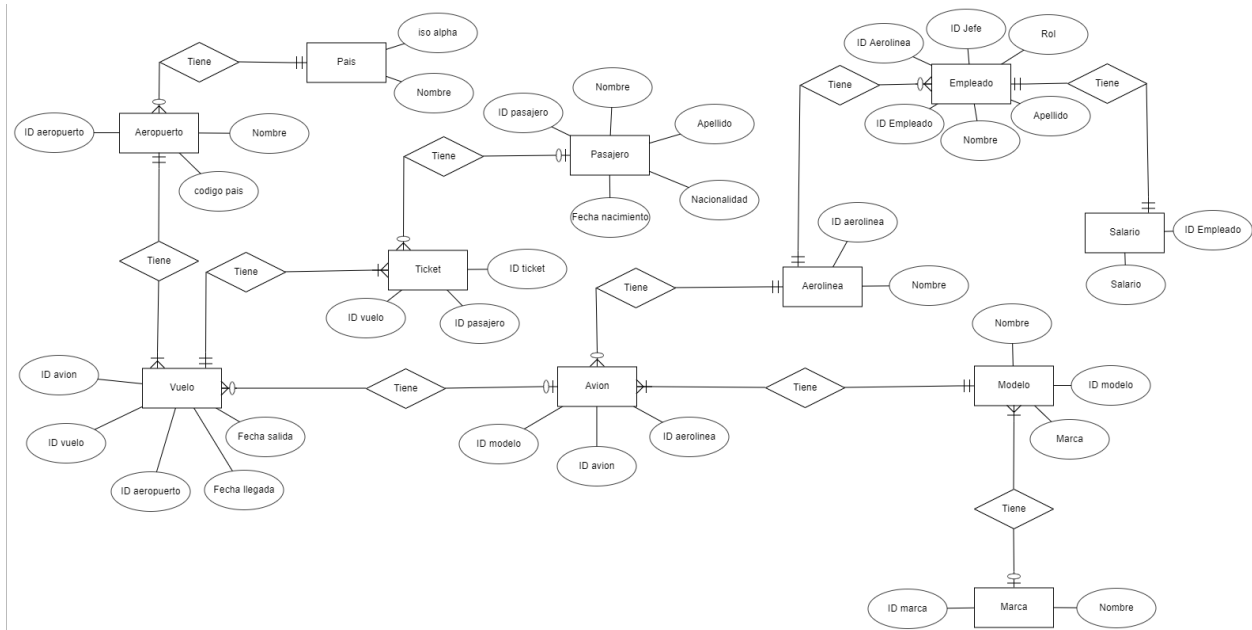 iso alpha
Pais
Tiene
Nombre
ID aeropuerto
Aeropuerto
Nombre
codigo pais
Tiene
ID pasajero
Nombre
Apellido
Tiene
Pasajero
Fecha nacimiento
Nacionalidad
ID Aerolinea
ID Jefe
Rol
Tiene
Empleado
Tiene
ID Empleado
Nombre
Apellido
Salario
ID Empleado
Salario
ID aerolinea
Aerolinea
Nombre
Tiene
Ticket
ID ticket
ID vuelo
ID pasajero
Tiene
ID avion
Vuelo
ID vuelo
Fecha salida
ID aeropuerto
Fecha llegada
Tiene
Avion
ID modelo
ID avion
ID aerolinea
Tiene
Nombre
Modelo
ID modelo
Marca
Tiene
ID marca
Marca
Nombre